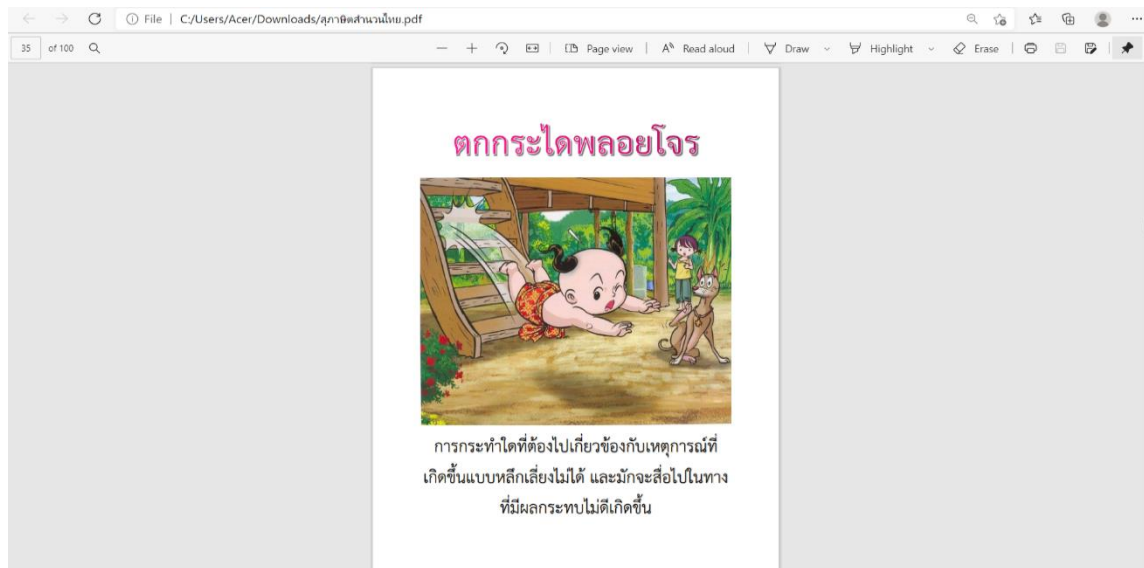 File | C:/Users/Acer/Downloads/สุภาษิตสำนวนไทย.pdf
35 of 100 Page view | Read aloud | Draw Highlight Erase |
ตกกระไดพลอยโจร
การกระทำใดที่ต้องไปเกี่ยวข้องกับเหตุการณ์ที่
เกิดขึ้นแบบหลีกเลี่ยงไม่ได้ และมักจะสื่อไปในทาง
ที่มีผลกระทบไม่ดีเกิดขึ้น